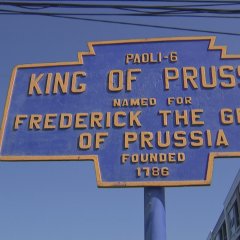 PAOLI-6
KING OF PRUSS
NAMED FOR
FREDERICK THE G
OF PRUSSIA
FOUNDED
1786